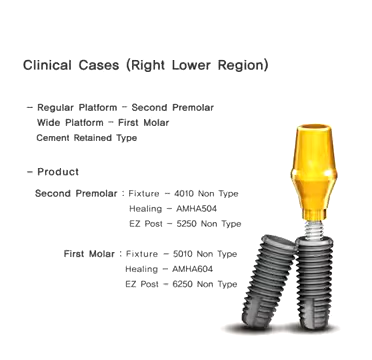 Clinical Cases (Right Lower Region)
- Regular Platform - Second Premolar
Wide Platform - First Molar
Cement Retained Type
- Product
Second Premolar : Fixture - 4010 Non Type
Healing - AMHA504
EZ Post - 5250 Non Type
First Molar : Fixture - 5010 Non Type
Healing - AMHA604
EZ Post - 6250 Non Type